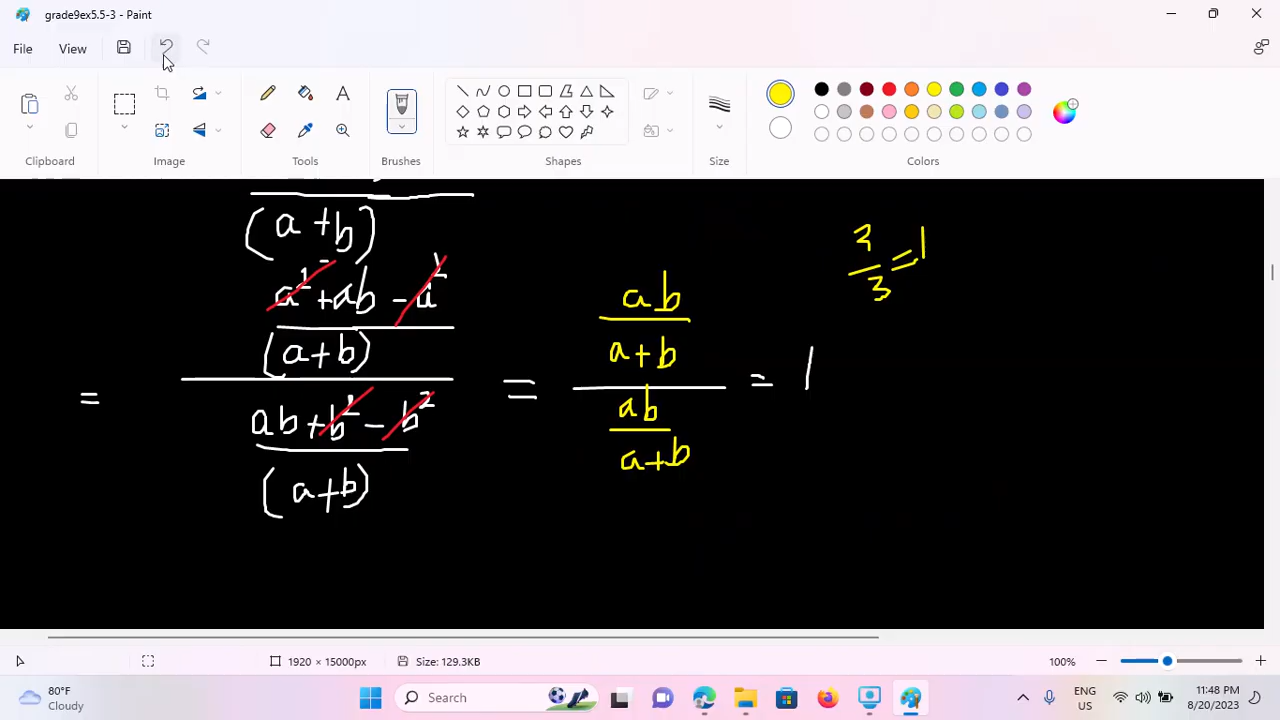 grade9ex5.5-3 - Paint
File View
Clipboard Image Tools Brushes Shapes Size Colors
(a+b)
a² + ab - a²
(a+b)
=
ab + b² - b²
(a+b)
=
ab
a+b
ab
a+b
= 1
3
3
=1
1920 × 15000px Size: 129.3KB 100%
80°F
Cloudy
Search
ENG
US
11:48 PM
8/20/2023